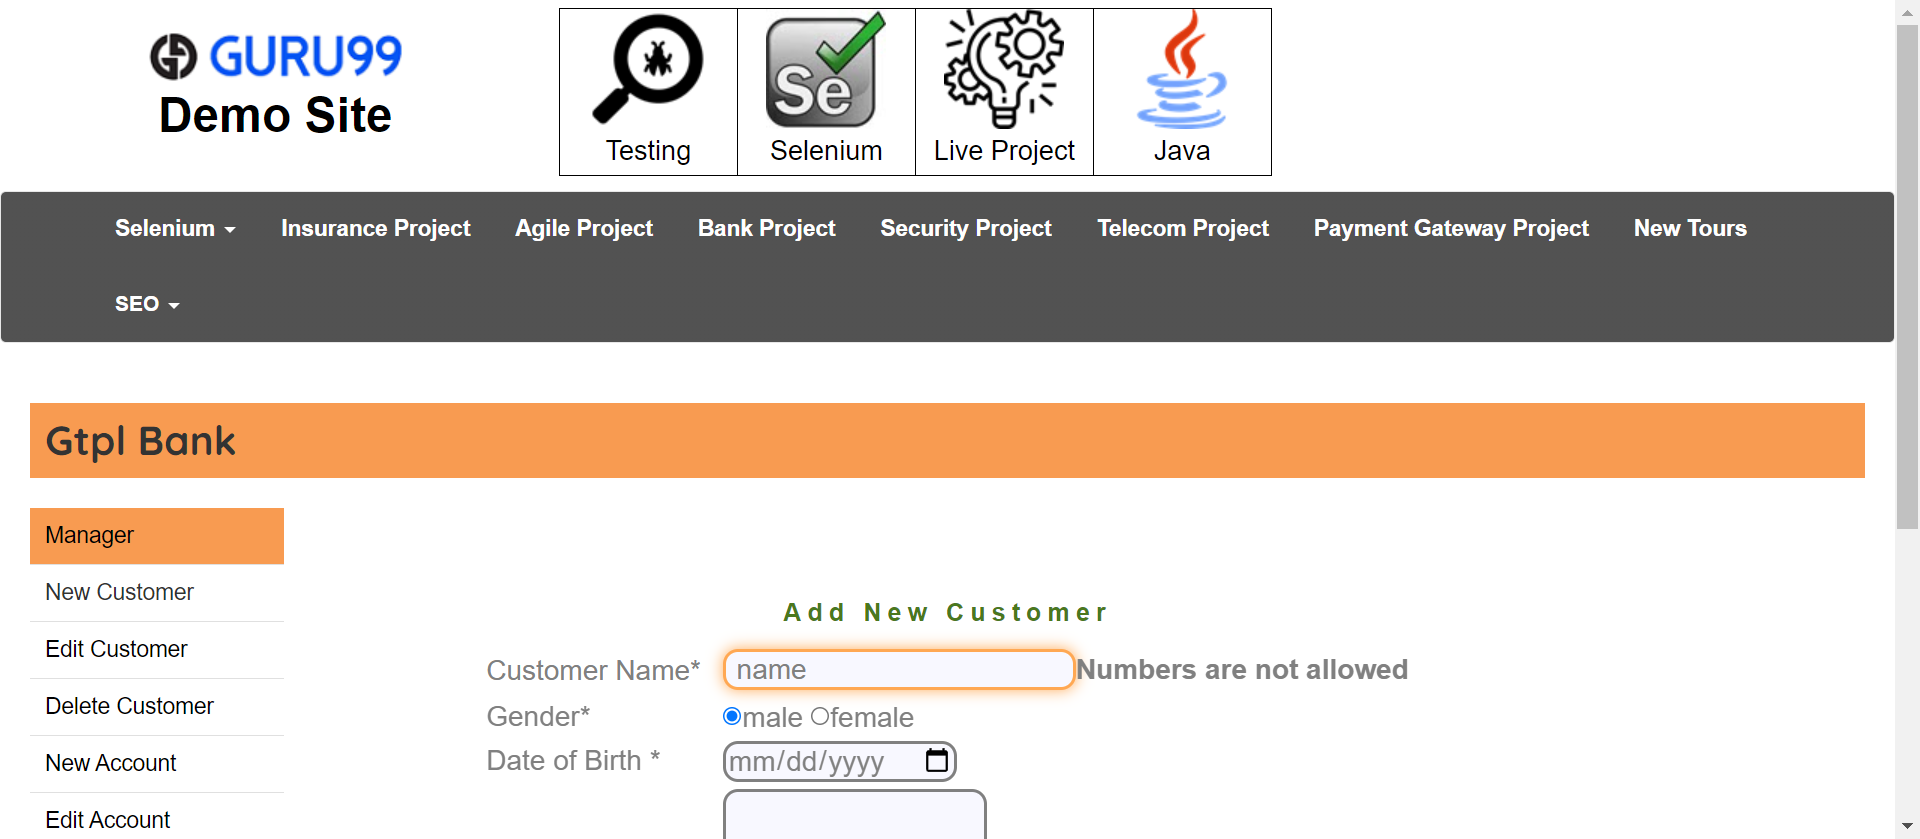 GURU99
Demo Site
Se
Testing
Selenium
Live Project
Java
Selenium
Insurance Project
Agile Project
Bank Project
Security Project
Telecom Project
Payment Gateway Project
New Tours
SEO
Gtpl Bank
Manager
New Customer
Edit Customer
Delete Customer
New Account
Edit Account
Add New Customer
Customer Name* name Numbers are not allowed
Gender* male female
Date of Birth * mm/dd/yyyy